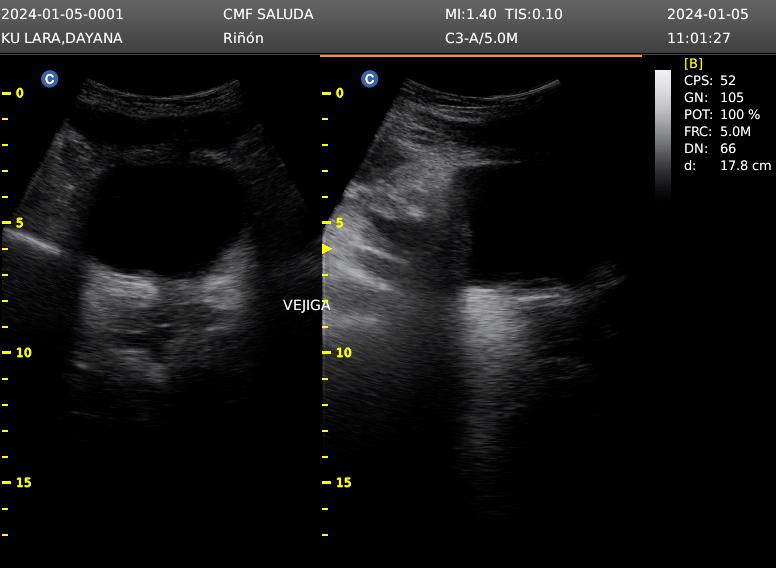 2024-01-05-0001 CMF SALUDA MI:1.40 TIS:0.10 2024-01-05
KU LARA,DAYANA Riñón C3-A/5.0M 11:01:27
[B]
CPS: 52
GN: 105
POT: 100 %
FRC: 5.0M
DN: 66
d: 17.8 cm
C C
0 0
5 5
VEJIGA
10 10
15 15